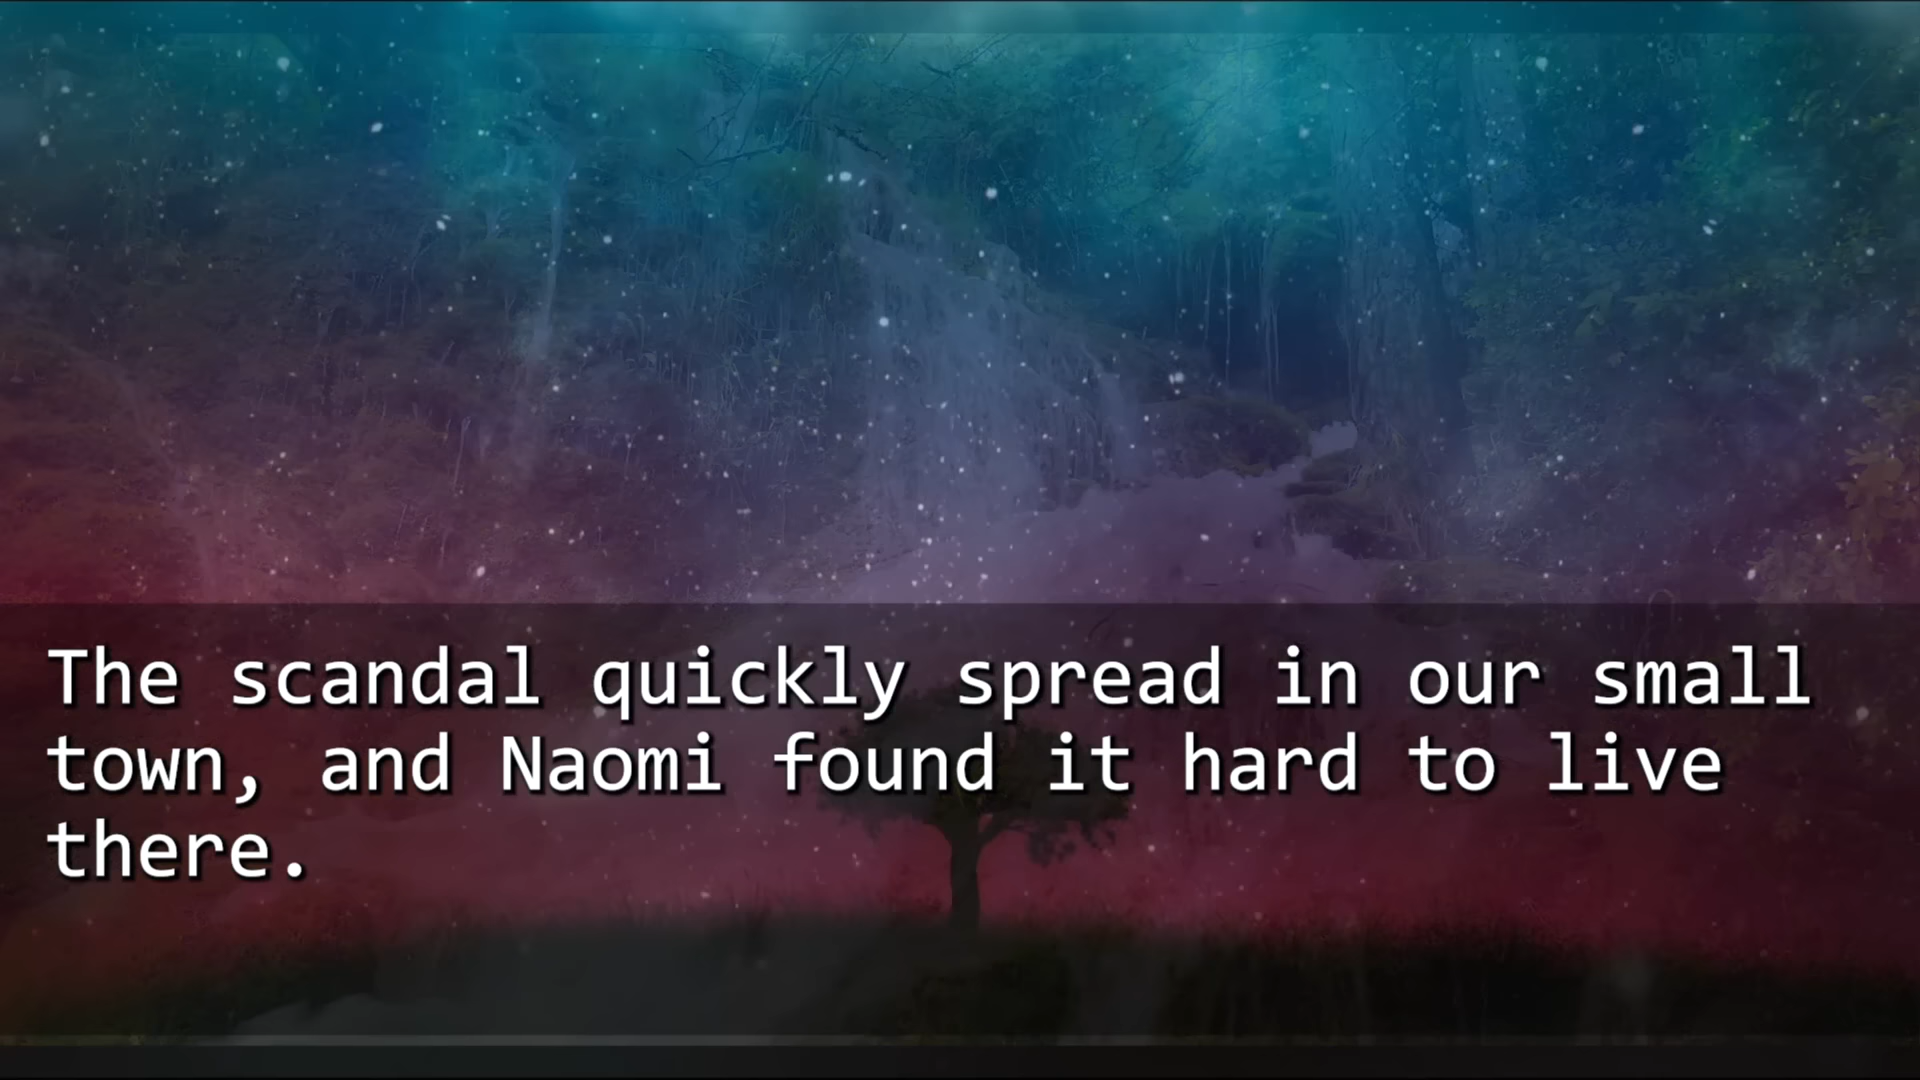 The scandal quickly spread in our small
town, and Naomi found it hard to live
there.